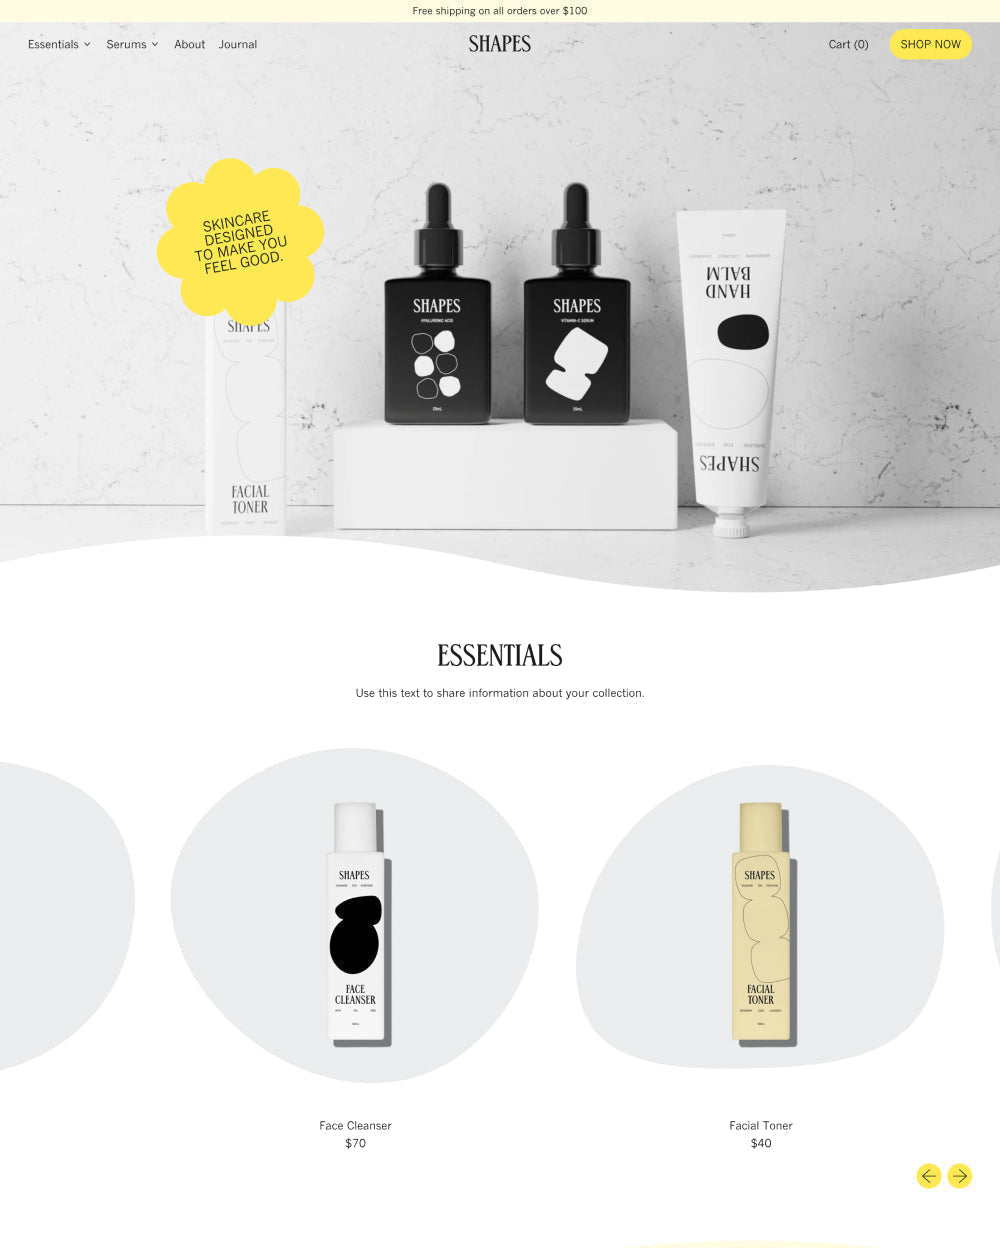 Free shipping on all orders over $100
Essentials
Serums
About
Journal
SHAPES
Cart (0)
SHOP NOW
SKINCARE
DESIGNED
TO MAKE YOU
FEEL GOOD.
SHAPES
FACIAL
TONER
SHAPES
HYALURONIC ACID
25mL
SHAPES
VITAMIN-C SERUM
25mL
HAND
BALM
SHAPES
SKINCARE FOR EVERYONE
ESSENTIALS
Use this text to share information about your collection.
SHAPES
FACE
CLEANSER
Face Cleanser
$70
SHAPES
FACIAL
TONER
Facial Toner
$40